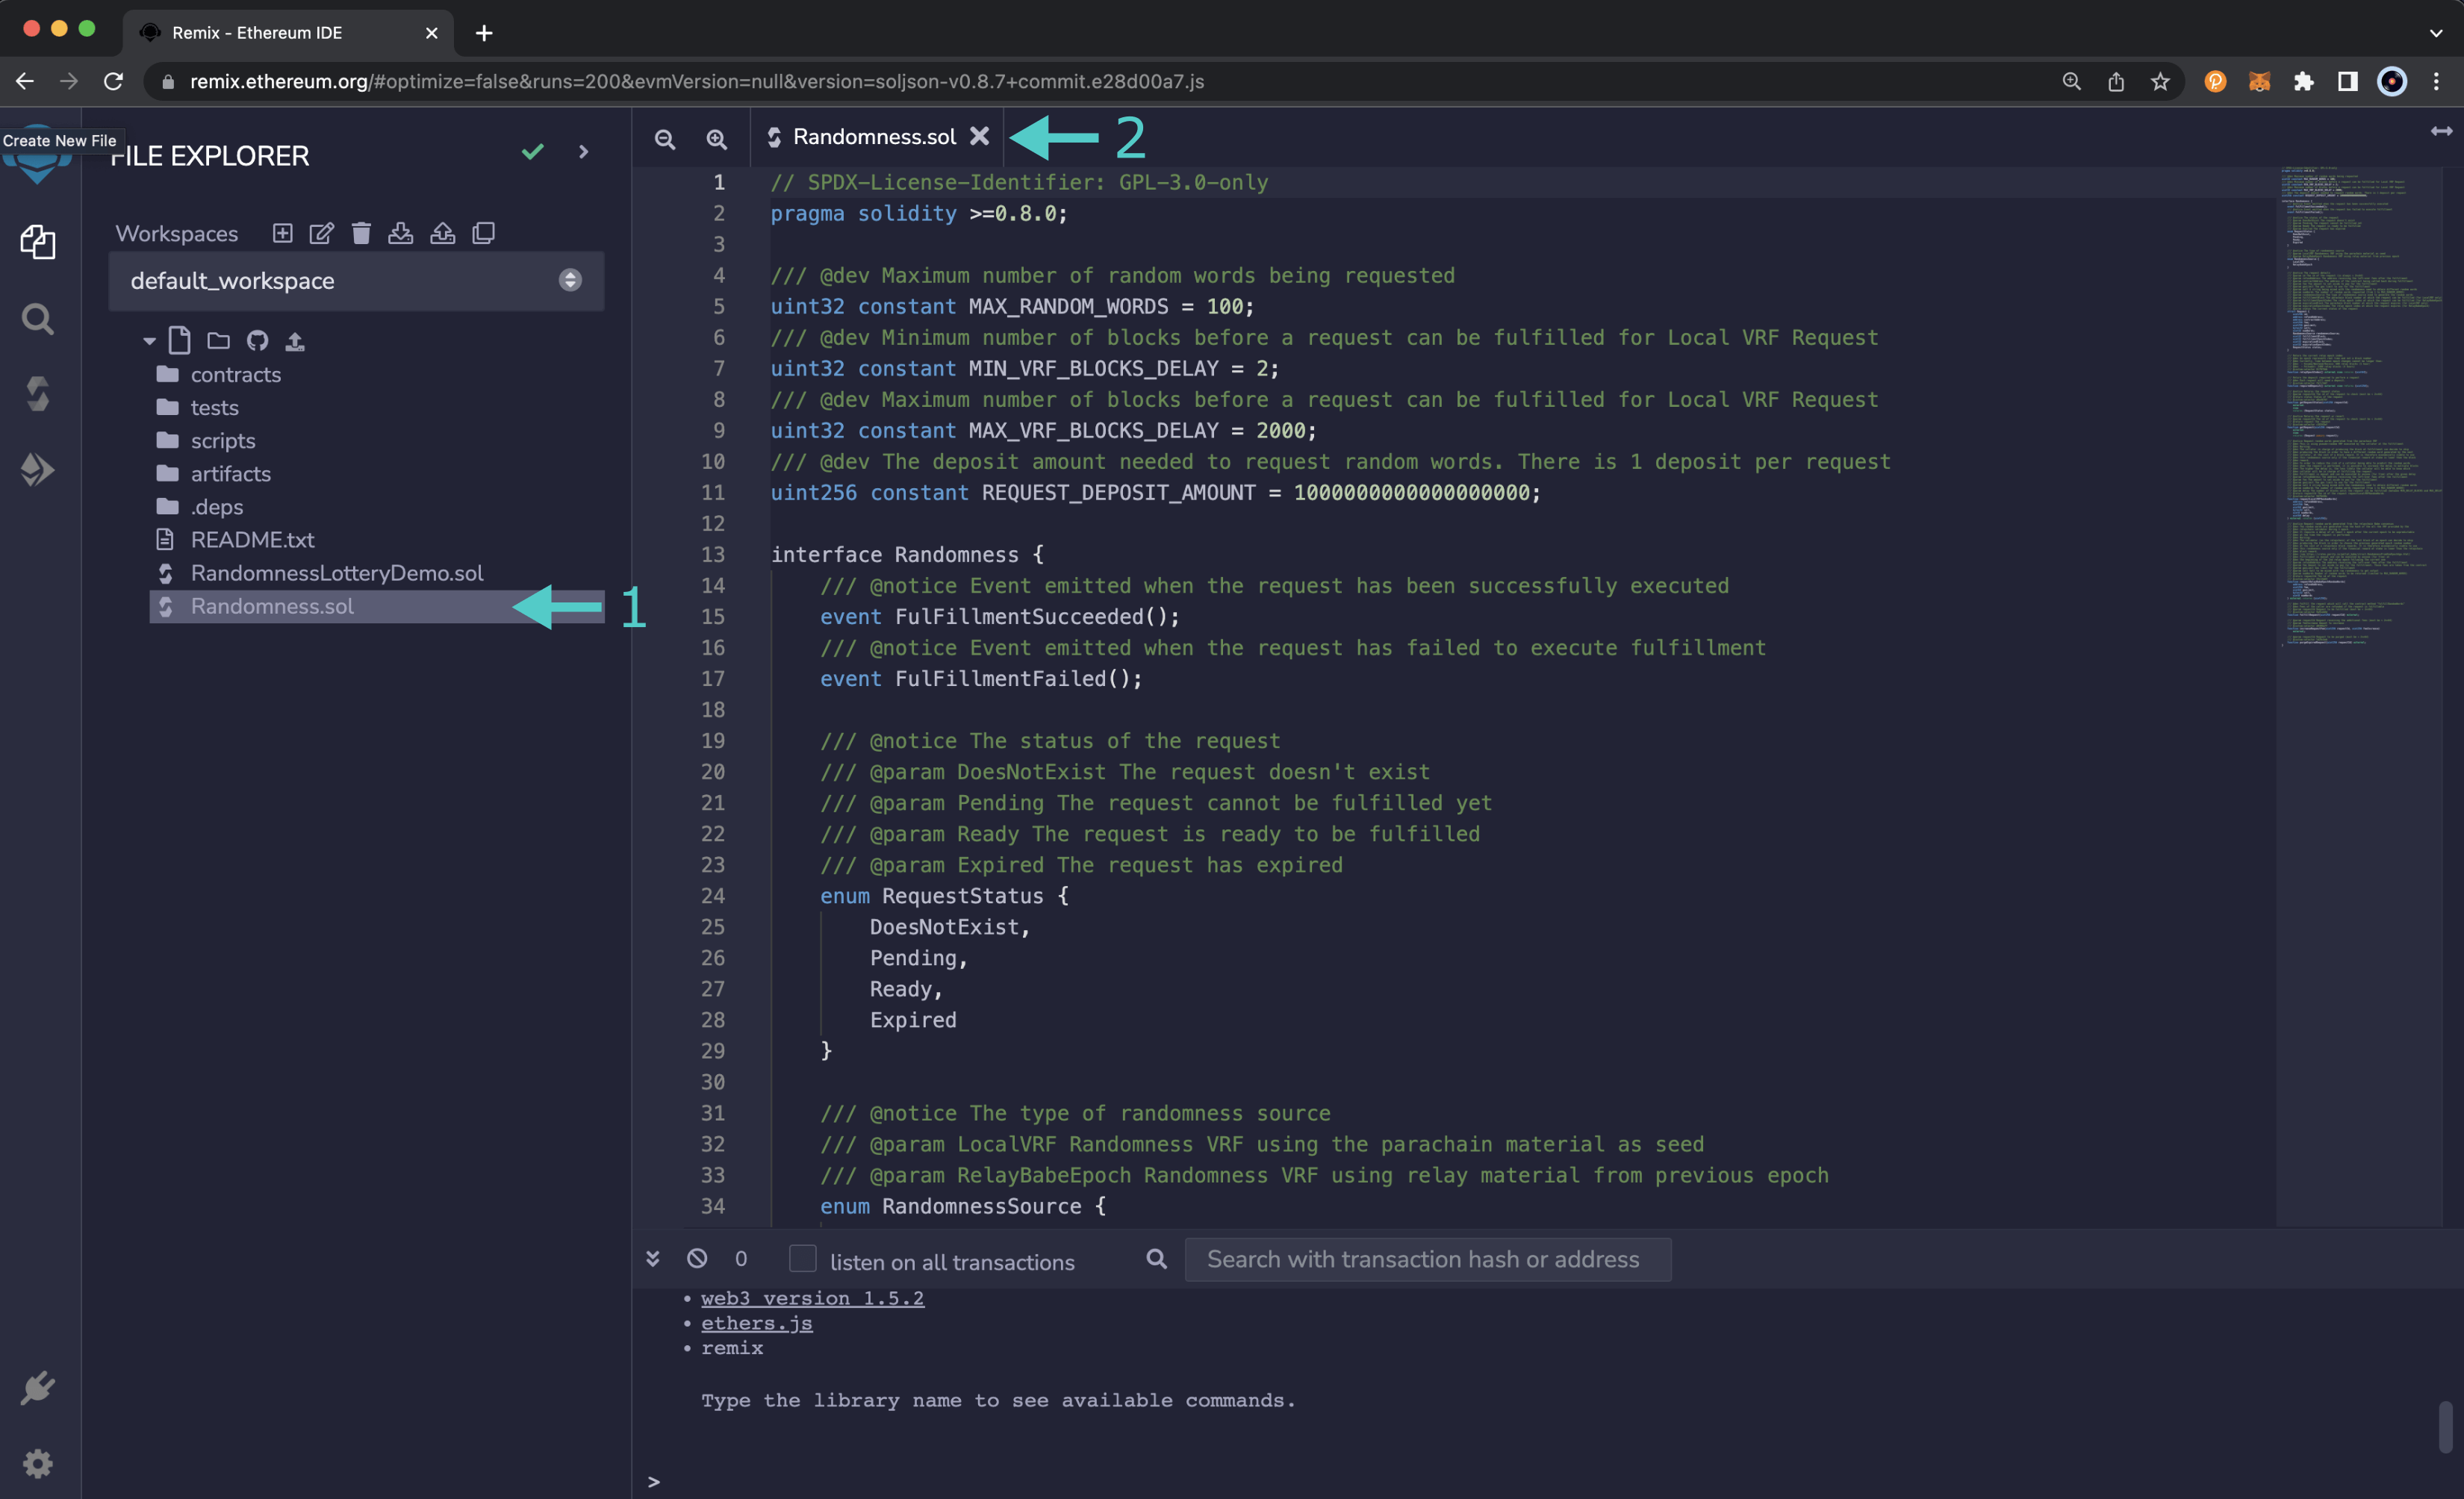 Remix - Ethereum IDE
remix.ethereum.org/#optimize=false&runs=200&evmVersion=null&version=soljson-v0.8.7+commit.e28d00a7.js
Create New File
FILE EXPLORER
Workspaces
default_workspace
contracts
tests
scripts
artifacts
.deps
README.txt
RandomnessLotteryDemo.sol
Randomness.sol
1
Randomness.sol
2
1 // SPDX-License-Identifier: GPL-3.0-only
2 pragma solidity >=0.8.0;
3
4 /// @dev Maximum number of random words being requested
5 uint32 constant MAX_RANDOM_WORDS = 100;
6 /// @dev Minimum number of blocks before a request can be fulfilled for Local VRF Request
7 uint32 constant MIN_VRF_BLOCKS_DELAY = 2;
8 /// @dev Maximum number of blocks before a request can be fulfilled for Local VRF Request
9 uint32 constant MAX_VRF_BLOCKS_DELAY = 2000;
10 /// @dev The deposit amount needed to request random words. There is 1 deposit per request
11 uint256 constant REQUEST_DEPOSIT_AMOUNT = 1000000000000000000;
12
13 interface Randomness {
14 /// @notice Event emitted when the request has been successfully executed
15 event FulFillmentSucceeded();
16 /// @notice Event emitted when the request has failed to execute fulfillment
17 event FulFillmentFailed();
18
19 /// @notice The status of the request
20 /// @param DoesNotExist The request doesn't exist
21 /// @param Pending The request cannot be fulfilled yet
22 /// @param Ready The request is ready to be fulfilled
23 /// @param Expired The request has expired
24 enum RequestStatus {
25 DoesNotExist,
26 Pending,
27 Ready,
28 Expired
29 }
30
31 /// @notice The type of randomness source
32 /// @param LocalVRF Randomness VRF using the parachain material as seed
33 /// @param RelayBabeEpoch Randomness VRF using relay material from previous epoch
34 enum RandomnessSource {
0 listen on all transactions Search with transaction hash or address
• web3 version 1.5.2
• ethers.js
• remix
Type the library name to see available commands.
>